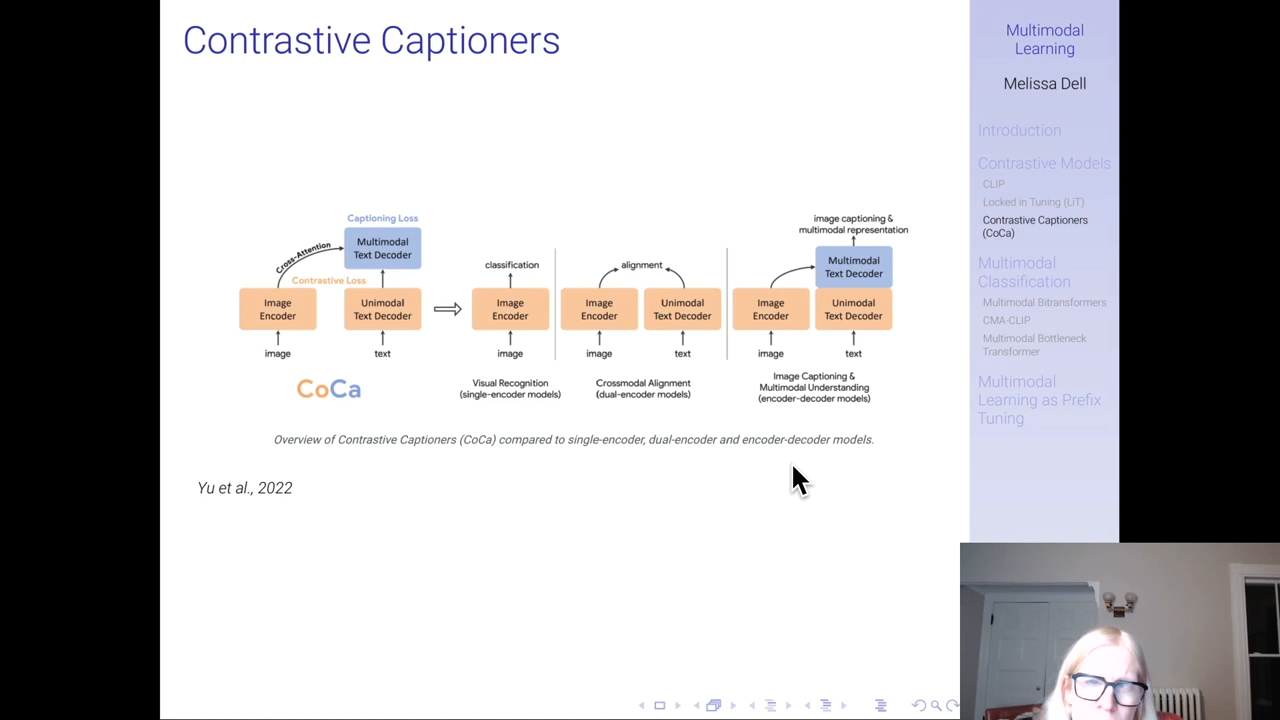 Contrastive Captioners
Multimodal
Learning
Melissa Dell
Introduction
Contrastive Models
CLIP
Locked in Tuning (LiT)
Contrastive Captioners
(CoCa)
Multimodal
Classification
Multimodal Bitransformers
CMA-CLIP
Multimodal Bottleneck
Transformer
Multimodal
Learning as Prefix
Tuning
Captioning Loss
Multimodal
Text Decoder
Cross-Attention
Contrastive Loss
Image
Encoder
Unimodal
Text Decoder
image
text
CoCa
classification
Image
Encoder
image
Visual Recognition
(single-encoder models)
alignment
Image
Encoder
Unimodal
Text Decoder
image
text
Crossmodal Alignment
(dual-encoder models)
image captioning &
multimodal representation
Multimodal
Text Decoder
Image
Encoder
Unimodal
Text Decoder
image
text
Image Captioning &
Multimodal Understanding
(encoder-decoder models)
Overview of Contrastive Captioners (CoCa) compared to single-encoder, dual-encoder and encoder-decoder models.
Yu et al., 2022